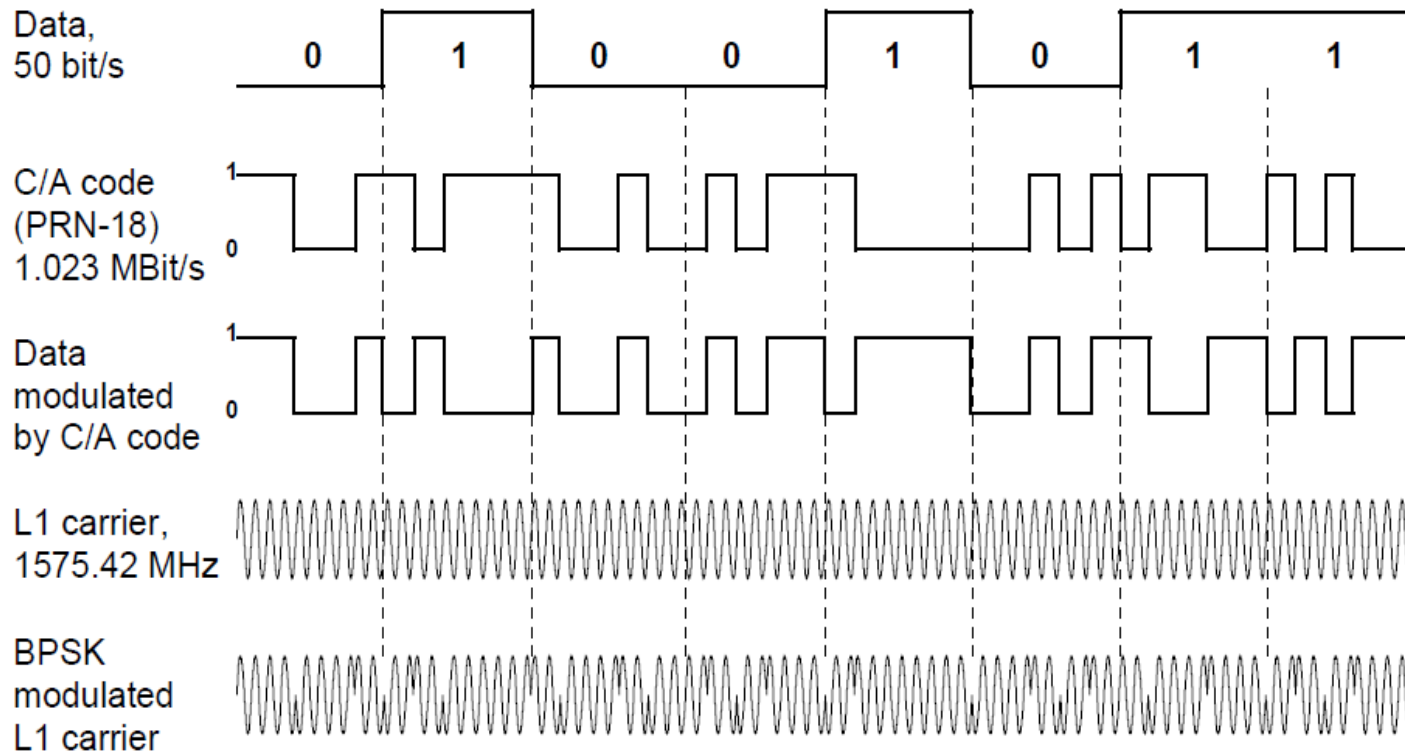 Data,
50 bit/s
0 1 0 0 1 0 1 1
C/A code
(PRN-18)
1.023 MBit/s
1
0
Data
modulated
by C/A code
1
0
L1 carrier,
1575.42 MHz
BPSK
modulated
L1 carrier